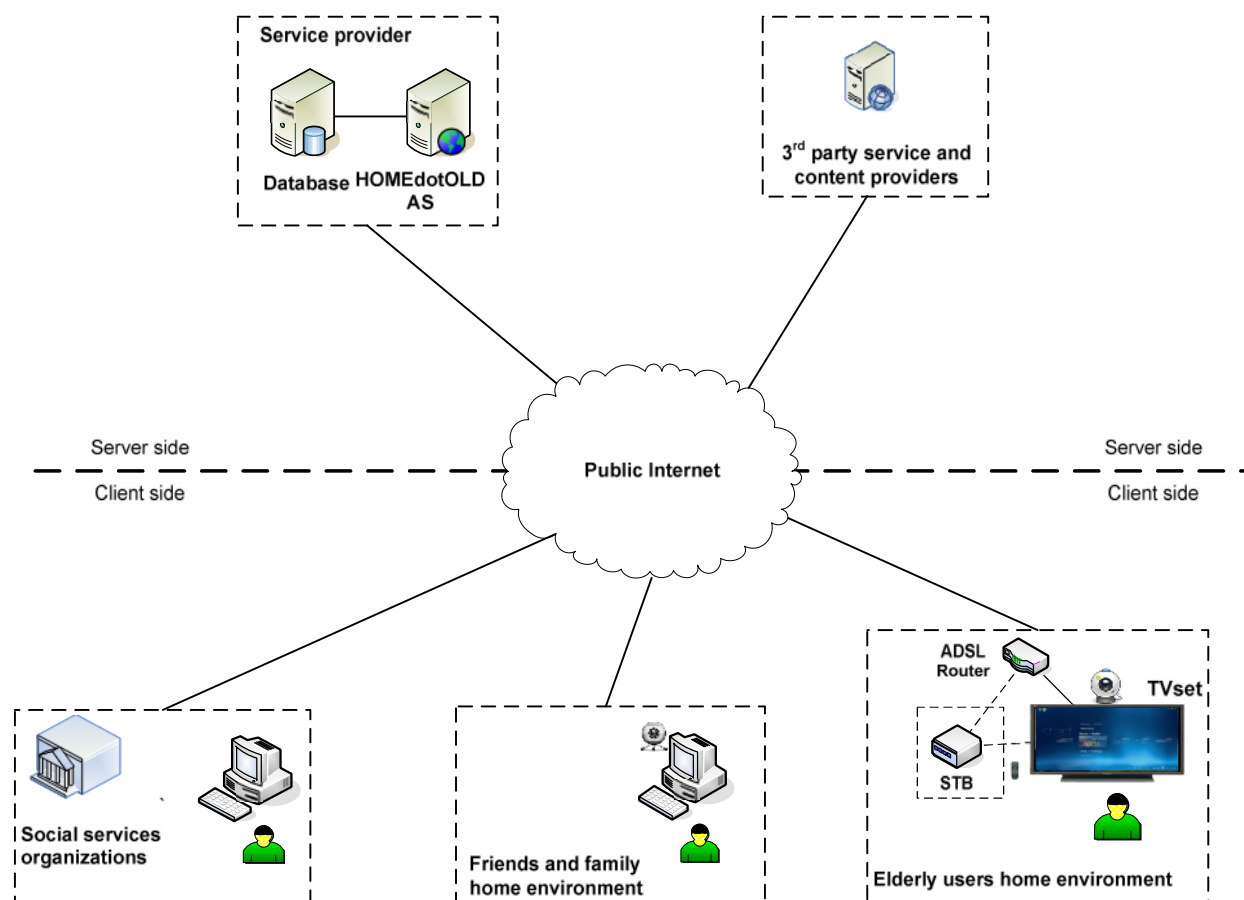 Service provider
Database
HOMEdotOLD
AS
3rd party service and
content providers
Server side
Client side
Public Internet
Server side
Client side
Social services
organizations
Friends and family
home environment
ADSL
Router
TVset
STB
Elderly users home environment